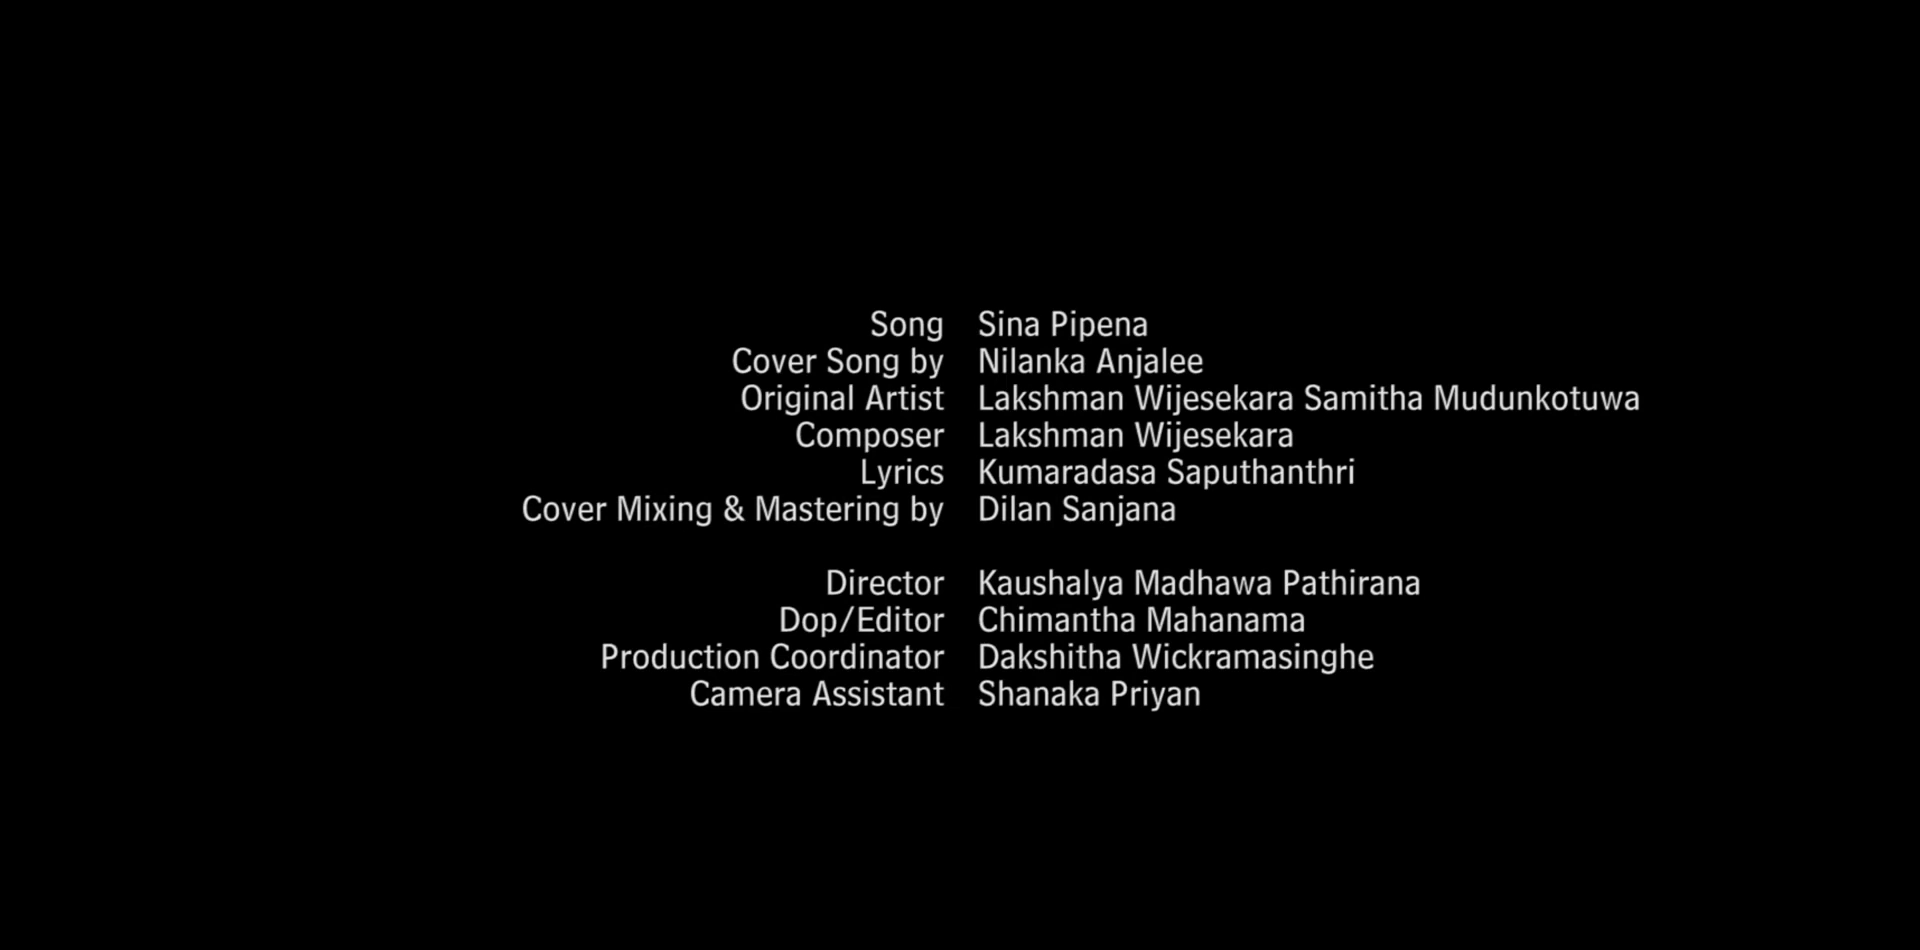 Song Sina Pipena
Cover Song by Nilanka Anjalee
Original Artist Lakshman Wijesekara Samitha Mudunkotuwa
Composer Lakshman Wijesekara
Lyrics Kumaradasa Saputhanthri
Cover Mixing & Mastering by Dilan Sanjana
Director Kaushalya Madhawa Pathirana
Dop/Editor Chimantha Mahanama
Production Coordinator Dakshitha Wickramasinghe
Camera Assistant Shanaka Priyan